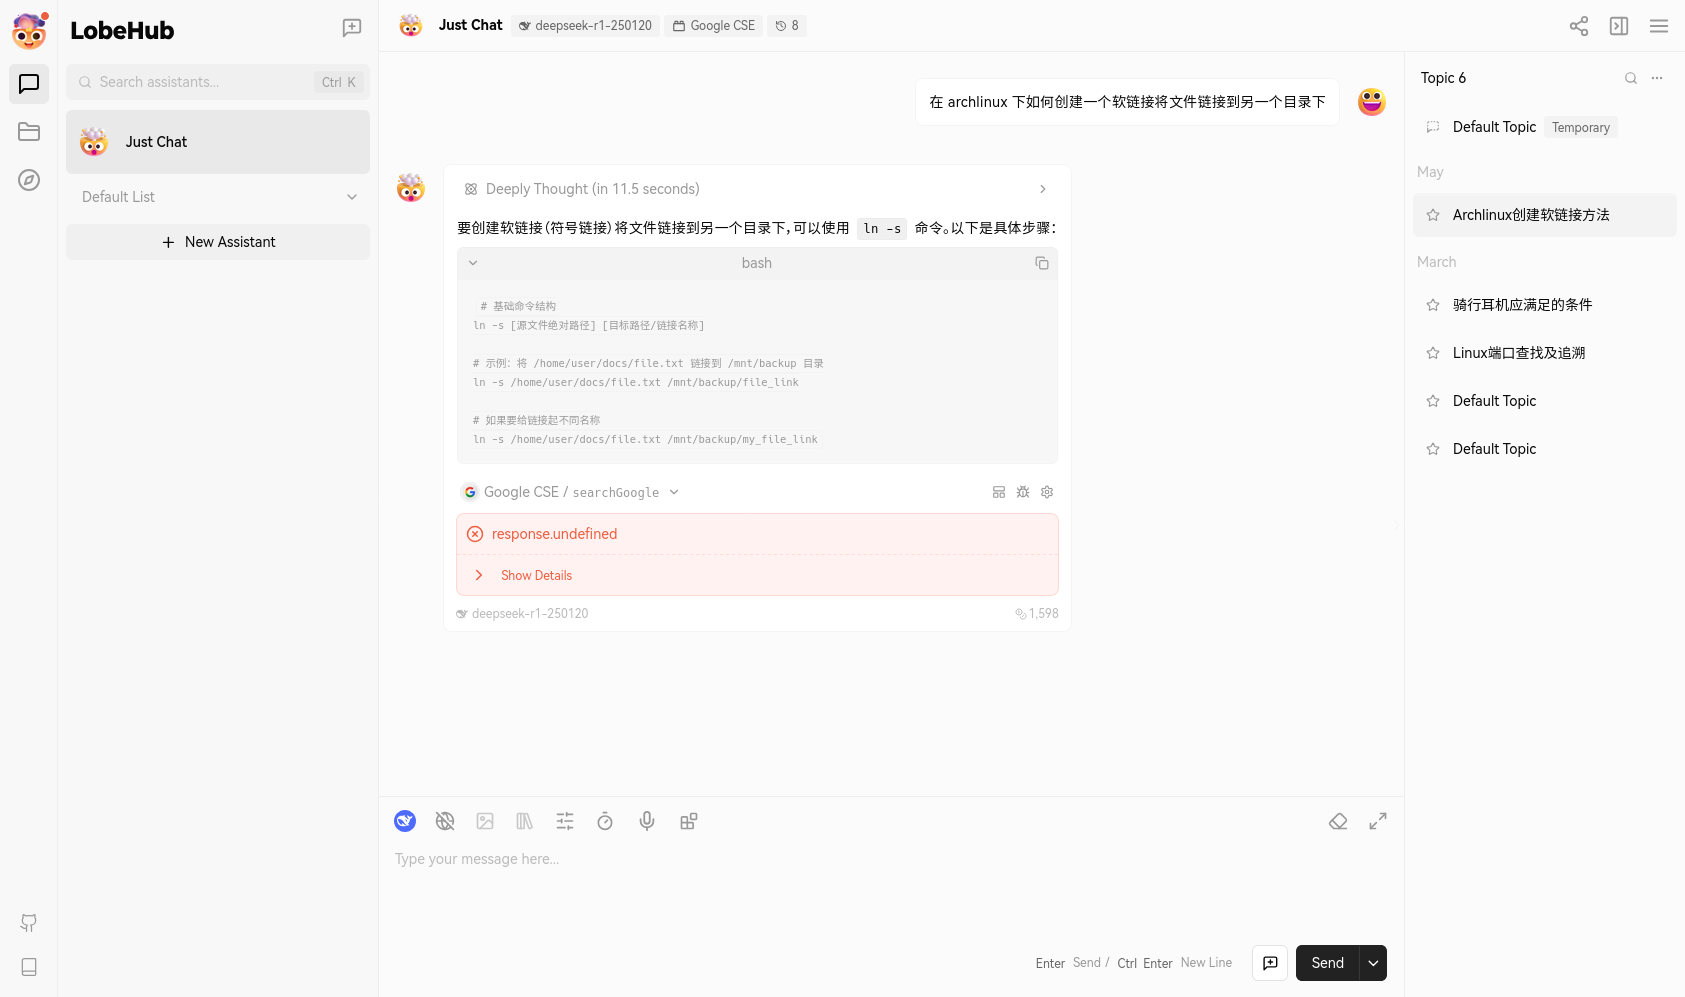 LobeHub
Search assistants...
Ctrl K
Just Chat
Default List
New Assistant
Just Chat
deepseek-r1-250120
Google CSE
8
在 archlinux 下如何创建一个软链接将文件链接到另一个目录下
Deeply Thought (in 11.5 seconds)
要创建软链接（符号链接）将文件链接到另一个目录下，可以使用 ln -s 命令。以下是具体步骤：
bash
# 基础命令结构
ln -s [源文件绝对路径] [目标路径/链接名称]
# 示例：将 /home/user/docs/file.txt 链接到 /mnt/backup 目录
ln -s /home/user/docs/file.txt /mnt/backup/file_link
# 如果要给链接起不同名称
ln -s /home/user/docs/file.txt /mnt/backup/my_file_link
Google CSE / searchGoogle
response.undefined
Show Details
deepseek-r1-250120
1,598
Type your message here...
Enter Send / Ctrl Enter New Line
Send
Topic 6
Default Topic Temporary
May
Archlinux创建软链接方法
March
骑行耳机应满足的条件
Linux端口查找及追溯
Default Topic
Default Topic